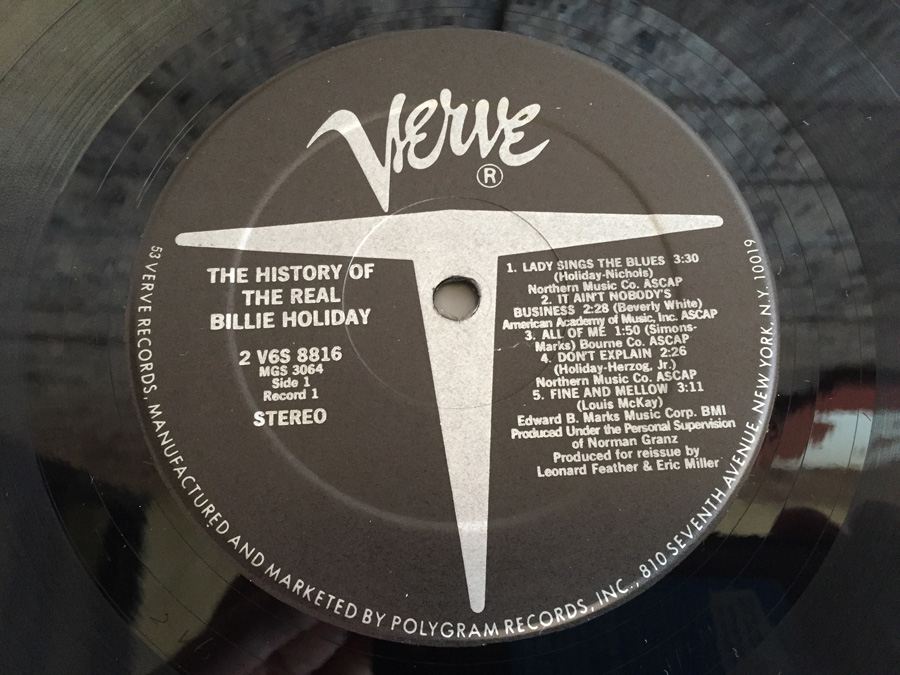 Verve
®
THE HISTORY OF
THE REAL
BILLIE HOLIDAY
2 V6S 8816
MGS 3064
Side 1
Record 1
STEREO
1. LADY SINGS THE BLUES 3:30
(Holiday-Nichols)
Northern Music Co. ASCAP
2. IT AIN'T NOBODY'S
BUSINESS 2:28 (Beverly White)
American Academy of Music, Inc. ASCAP
3. ALL OF ME 1:50 (Simons-
Marks) Bourne Co. ASCAP
4. DON'T EXPLAIN 2:26
(Holiday-Herzog, Jr.)
Northern Music Co. ASCAP
5. FINE AND MELLOW 3:11
(Louis McKay)
Edward B. Marks Music Corp. BMI
Produced Under the Personal Supervision
of Norman Granz
Produced for reissue by
Leonard Feather & Eric Miller
53 VERVE RECORDS, MANUFACTURED AND MARKETED BY POLYGRAM RECORDS, INC., 810 SEVENTH AVENUE, NEW YORK, N.Y. 10019